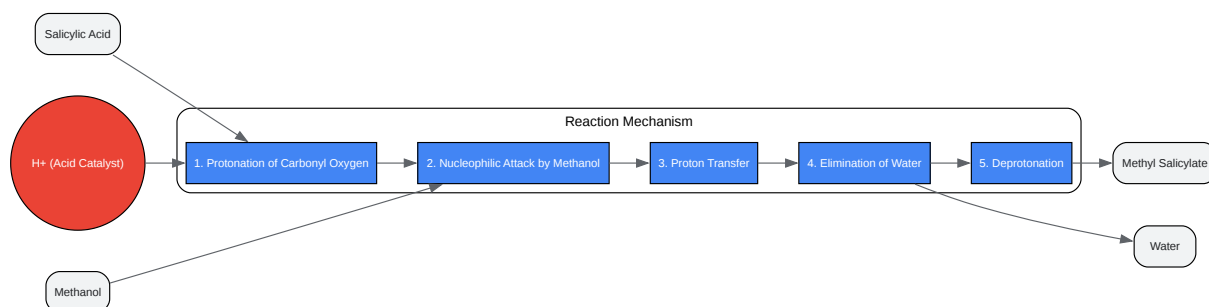 Salicylic Acid
Reaction Mechanism
H+ (Acid Catalyst)
1. Protonation of Carbonyl Oxygen
2. Nucleophilic Attack by Methanol
3. Proton Transfer
4. Elimination of Water
5. Deprotonation
Methyl Salicylate
Water
Methanol